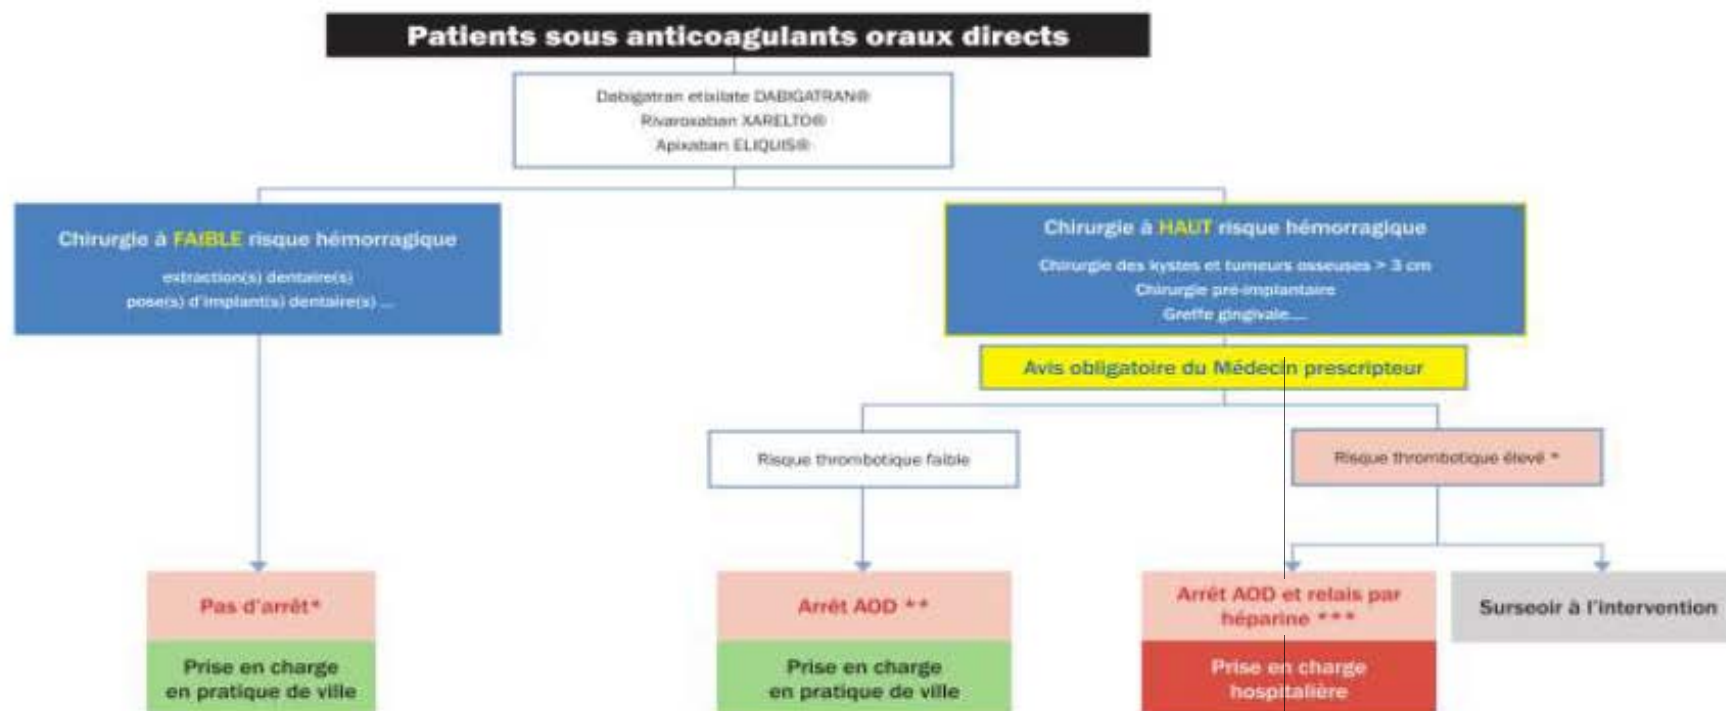 Patients sous anticoagulants oraux directs
Dabigatran etixilate DABIGATRAN®
Rivaroxaban XARELTO®
Apixaban ELIQUIS®
Chirurgie à FAIBLE risque hémorragique
extraction(s) dentaire(s)
pose(s) d'implant(s) dentaire(s) ...
Chirurgie à HAUT risque hémorragique
Chirurgie des kystes et tumeurs osseuses > 3 cm
Chirurgie pré-implantaire
Greffe gingivale....
Avis obligatoire du Médecin prescripteur
Risque thrombotique faible
Risque thrombotique élevé *
Pas d'arrêt*
Prise en charge
en pratique de ville
Arrêt AOD **
Prise en charge
en pratique de ville
Arrêt AOD et relais par
héparine ***
Prise en charge
hospitalière
Surseoir à l'intervention